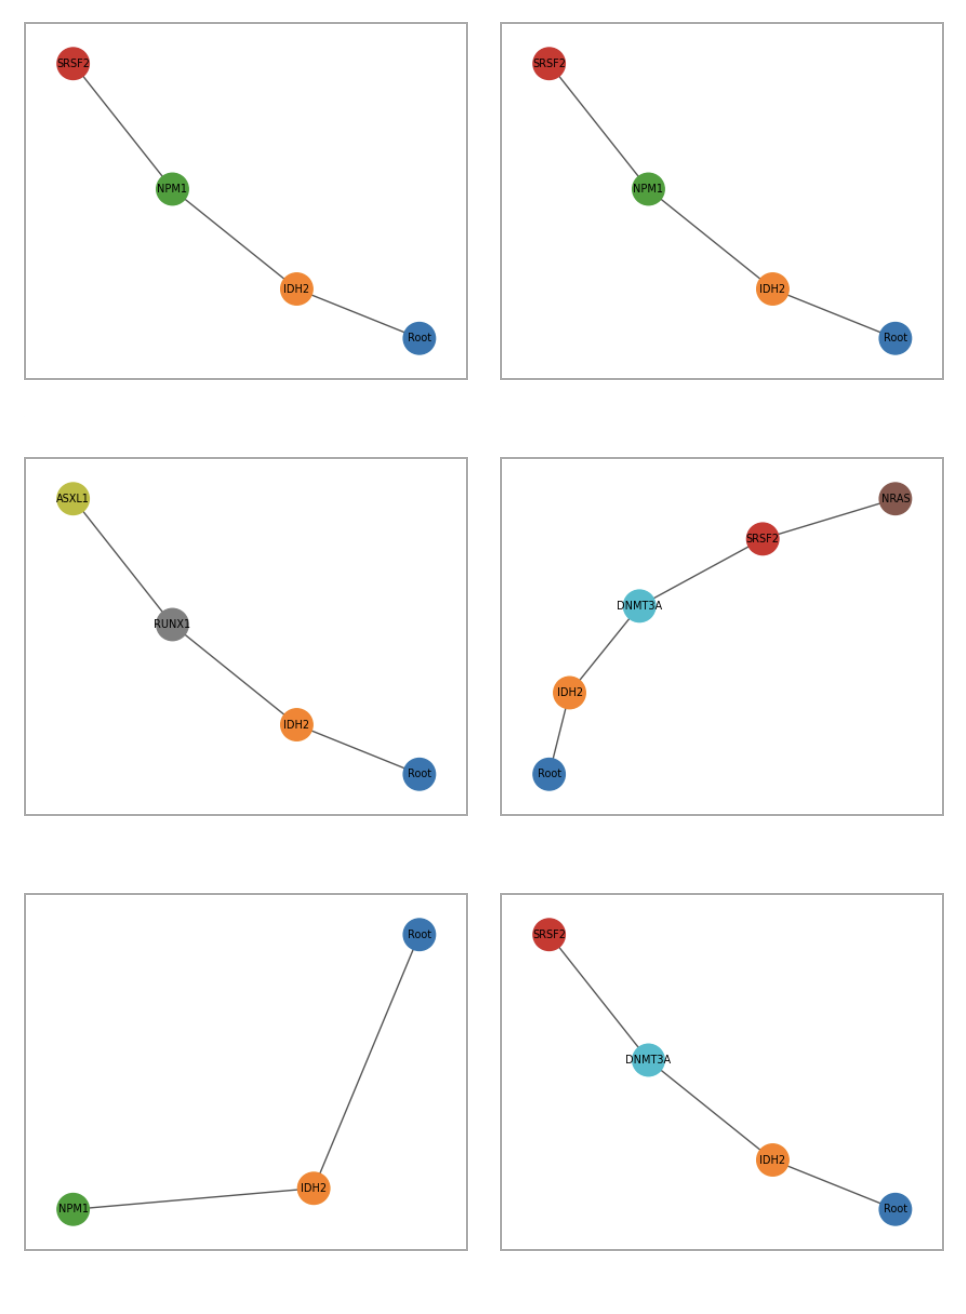 SRSF2
NPM1
IDH2
Root
SRSF2
NPM1
IDH2
Root
ASXL1
RUNX1
IDH2
Root
NRAS
SRSF2
DNMT3A
IDH2
Root
Root
IDH2
NPM1
SRSF2
DNMT3A
IDH2
Root